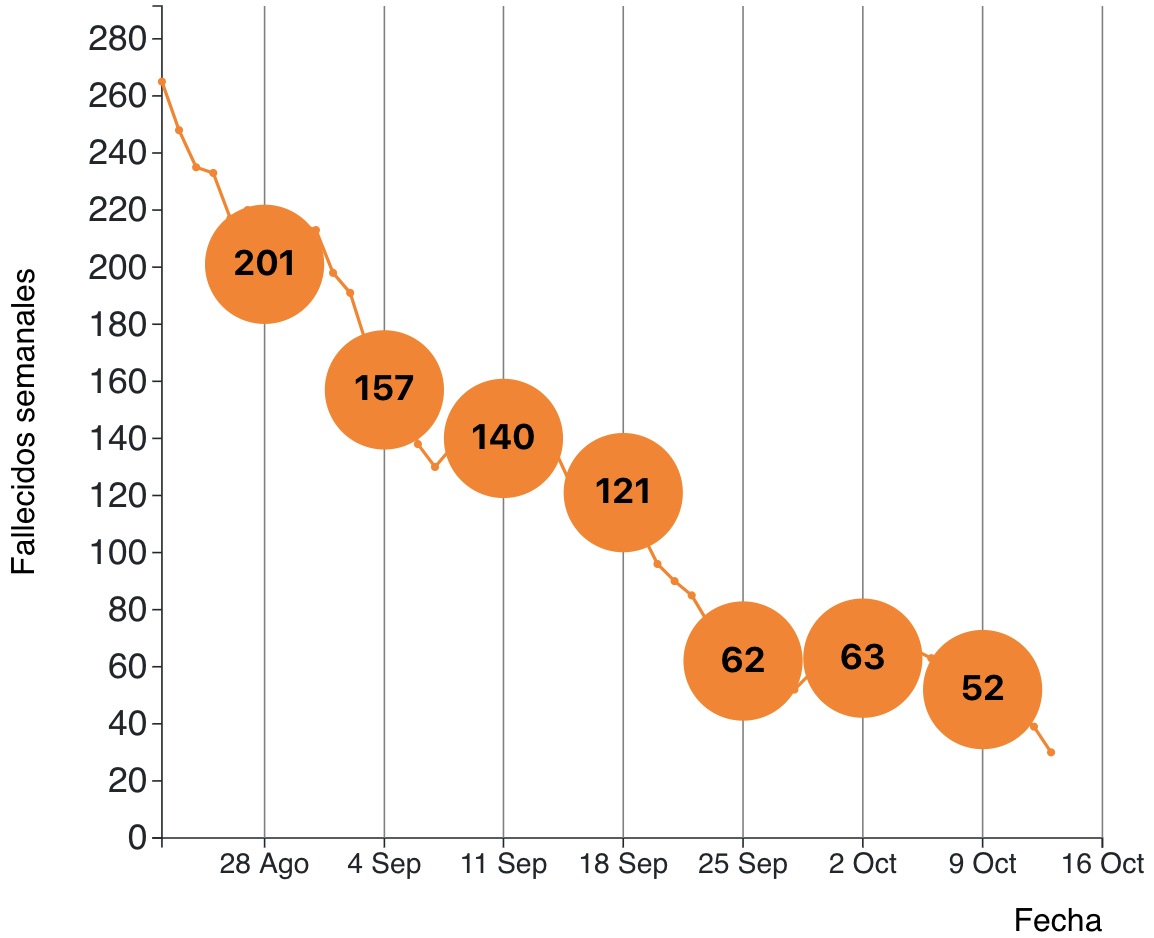 280
260
240
220
200
180
160
140
120
100
80
60
40
20
0
Fallecidos semanales
201
157
140
121
62
63
52
28 Ago
4 Sep
11 Sep
18 Sep
25 Sep
2 Oct
9 Oct
16 Oct
Fecha